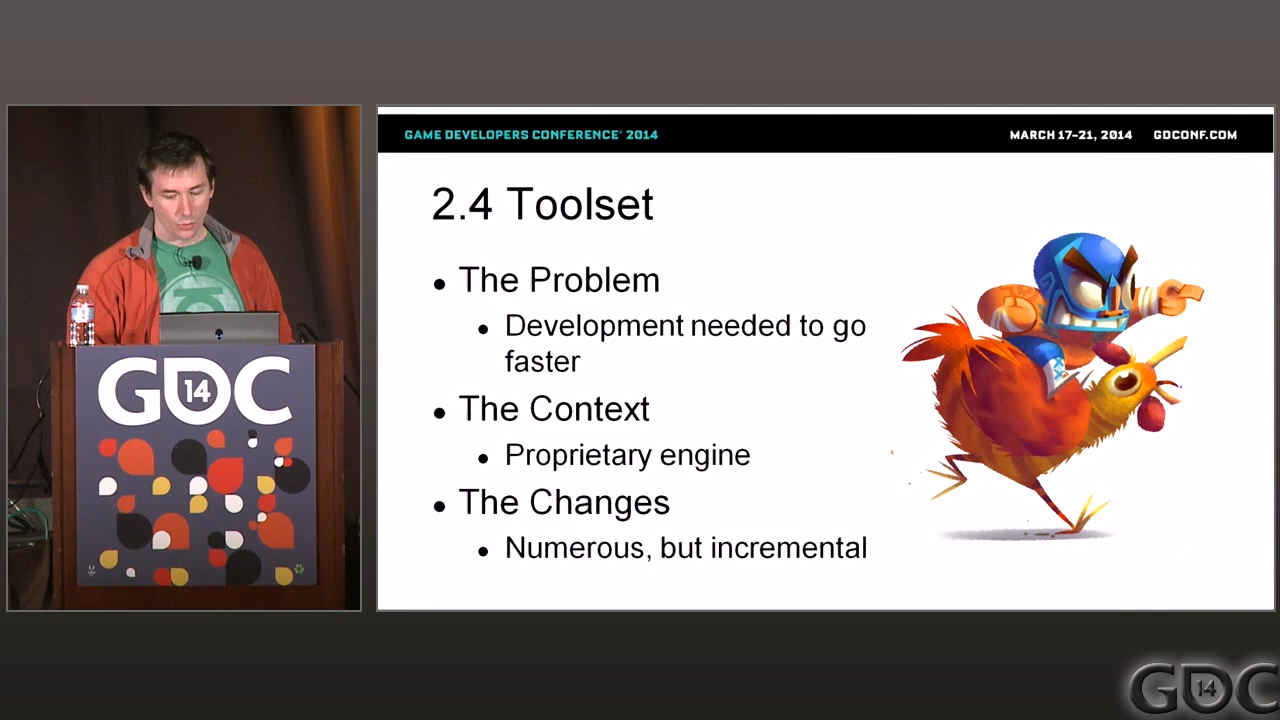 GAME DEVELOPERS CONFERENCE® 2014
MARCH 17–21, 2014 GDCONF.COM
2.4 Toolset
• The Problem
• Development needed to go
faster
• The Context
• Proprietary engine
• The Changes
• Numerous, but incremental
GDC
14
GDC
14